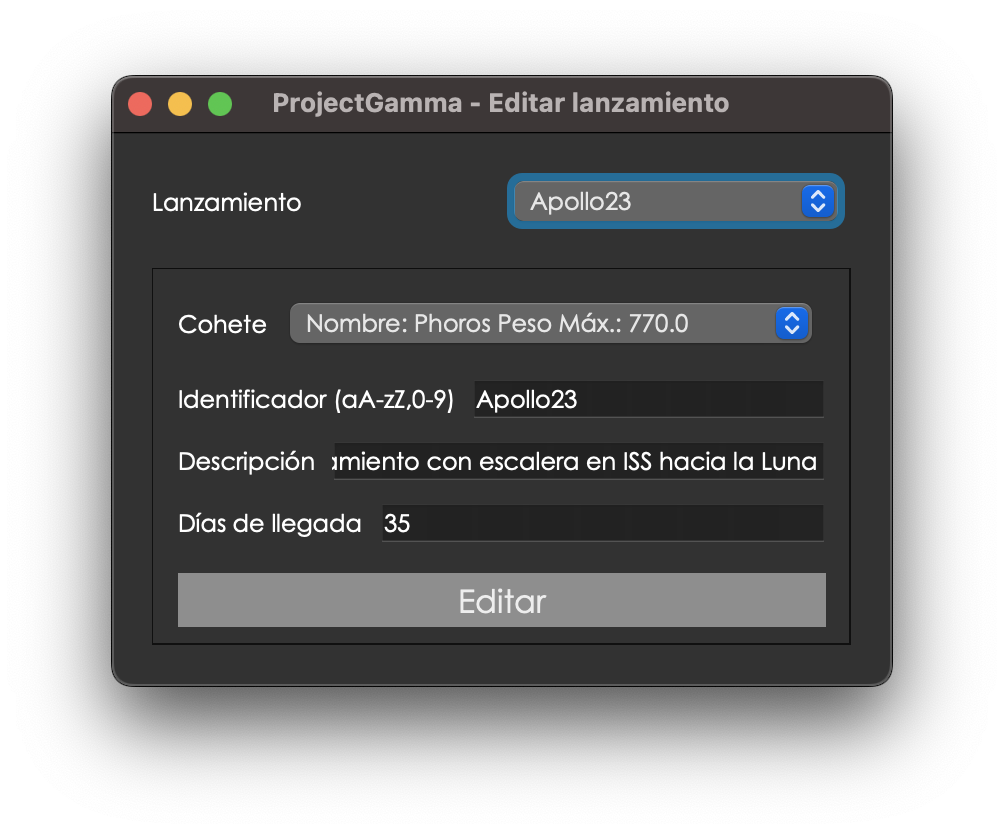 ProjectGamma - Editar lanzamiento
Lanzamiento Apollo23
Cohete Nombre: Phoros Peso Máx.: 770.0
Identificador (aA-zZ,0-9) Apollo23
Descripción con escalera en ISS hacia la Luna
Días de llegada 35
Editar